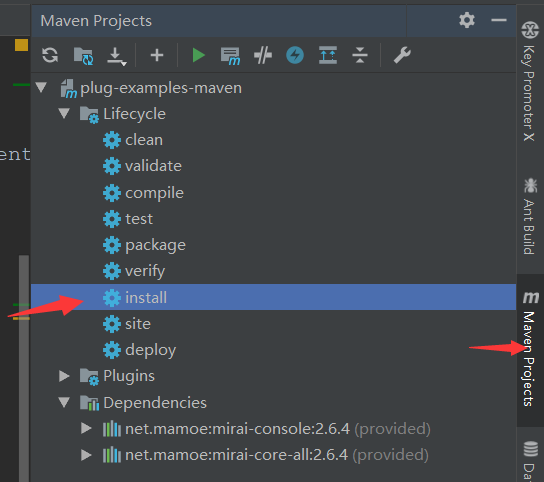 Maven Projects
plug-examples-maven
Lifecycle
clean
validate
compile
test
package
verify
install
site
deploy
Plugins
Dependencies
net.mamoe:mirai-console:2.6.4 (provided)
net.mamoe:mirai-core-all:2.6.4 (provided)
ent
Key Promoter X
Ant Build
m Maven Projects
Da